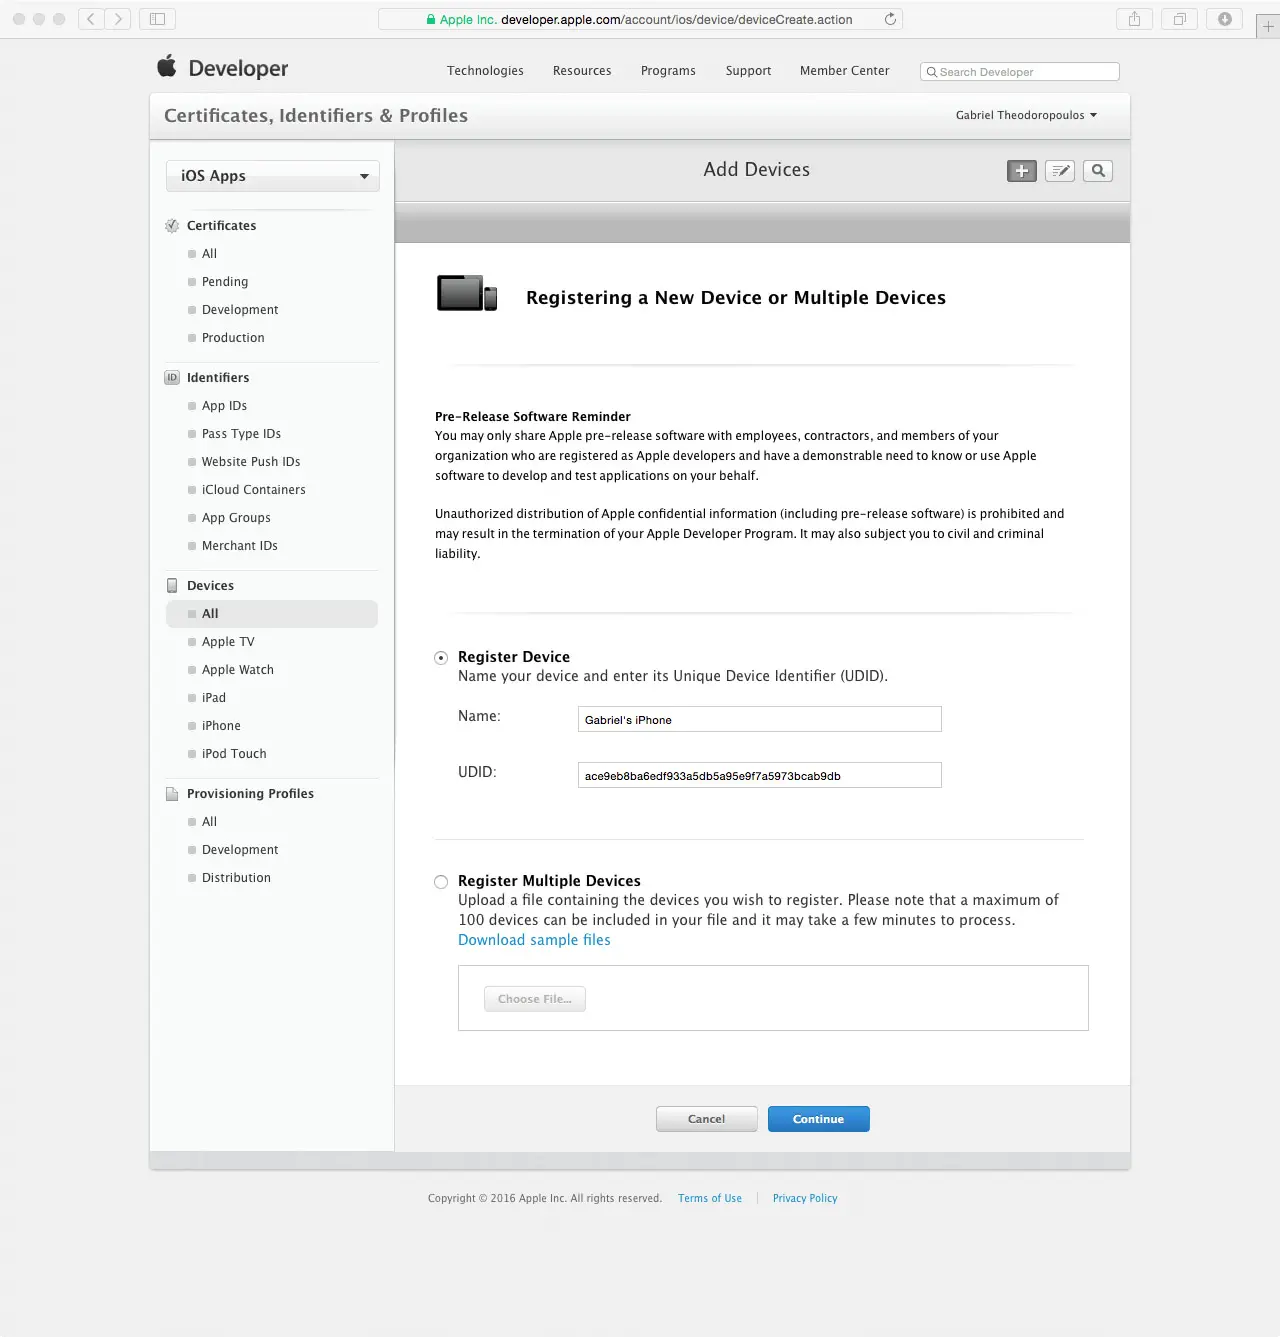 Apple Inc. developer.apple.com/account/ios/device/deviceCreate.action
Developer
Technologies Resources Programs Support Member Center
Search Developer
Certificates, Identifiers & Profiles
Gabriel Theodoropoulos
iOS Apps
Certificates
All
Pending
Development
Production
ID Identifiers
App IDs
Pass Type IDs
Website Push IDs
iCloud Containers
App Groups
Merchant IDs
Devices
All
Apple TV
Apple Watch
iPad
iPhone
iPod Touch
Provisioning Profiles
All
Development
Distribution
Add Devices
Registering a New Device or Multiple Devices
Pre-Release Software Reminder
You may only share Apple pre-release software with employees, contractors, and members of your
organization who are registered as Apple developers and have a demonstrable need to know or use Apple
software to develop and test applications on your behalf.
Unauthorized distribution of Apple confidential information (including pre-release software) is prohibited and
may result in the termination of your Apple Developer Program. It may also subject you to civil and criminal
liability.
Register Device
Name your device and enter its Unique Device Identifier (UDID).
Name: Gabriel's iPhone
UDID: ace9eb8ba6edf933a5db5a95e9f7a5973bcab9db
Register Multiple Devices
Upload a file containing the devices you wish to register. Please note that a maximum of
100 devices can be included in your file and it may take a few minutes to process.
Download sample files
Choose File...
Cancel Continue
Copyright © 2016 Apple Inc. All rights reserved. Terms of Use Privacy Policy